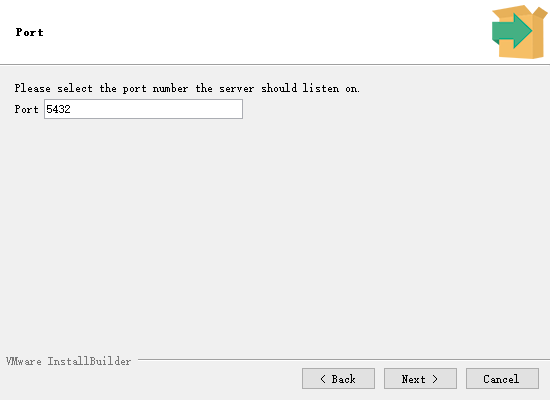 Port
Please select the port number the server should listen on.
Port 5432
VMware InstallBuilder
< Back
Next >
Cancel